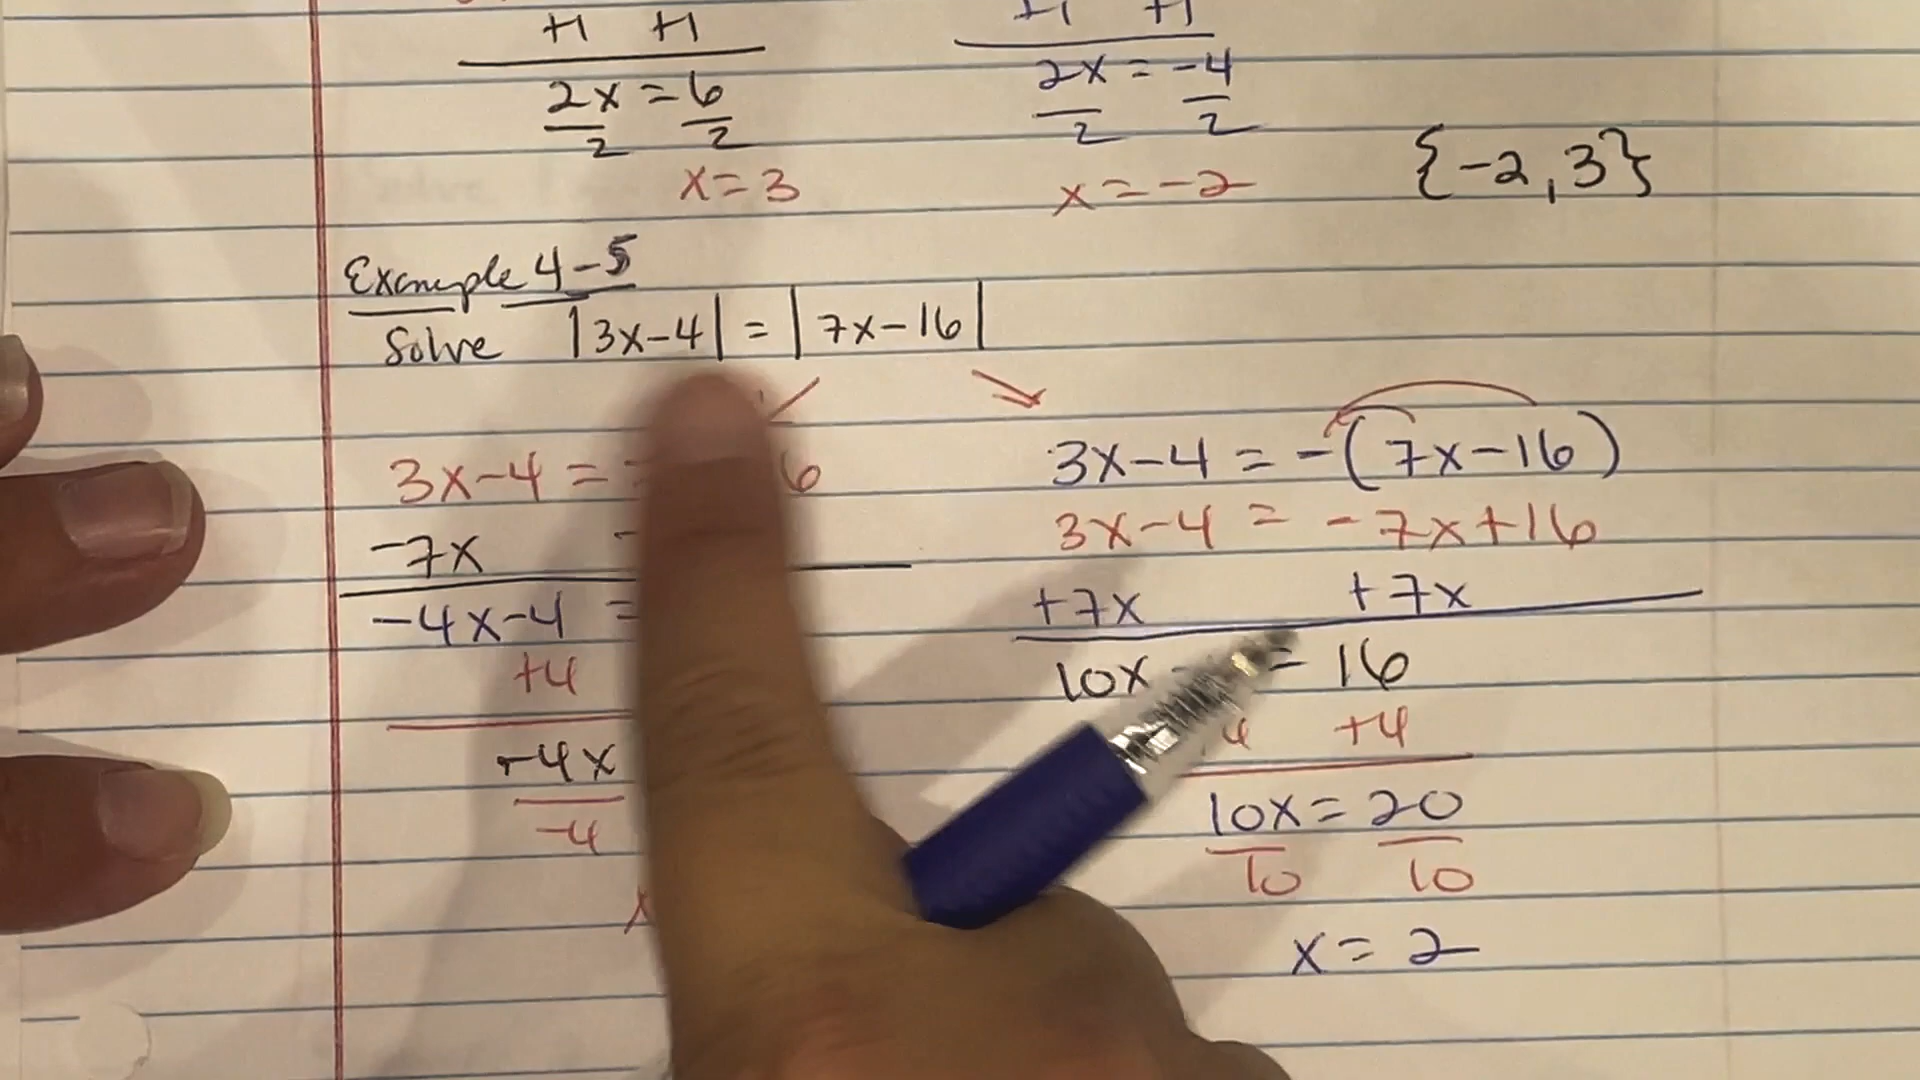 +1 +1
2x = 6
2 2
x = 3
+1 +1
2x = -4
2 2
x = -2
{-2, 3}
Example 4-5
Solve |3x-4| = |7x-16|
3x-4 = 6
-7x -
-4x-4 =
+4
-4x
-4
x
3x-4 = -(7x-16)
3x-4 = -7x+16
+7x +7x
10x = 16
4 +4
10x = 20
10 10
x = 2